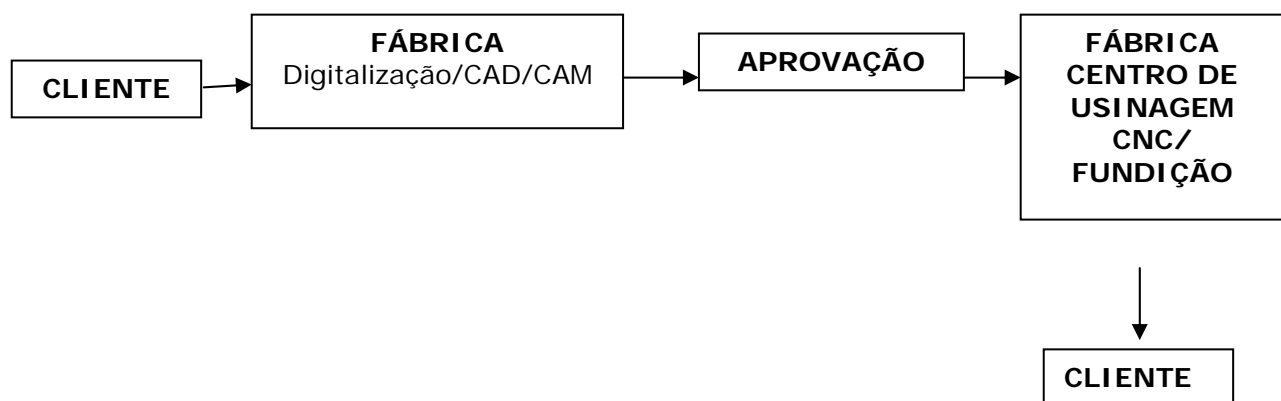 CLIENTE
FÁBRICA
Digitalização/CAD/CAM
APROVAÇÃO
FÁBRICA
CENTRO DE
USINAGEM
CNC/
FUNDIÇÃO
CLIENTE